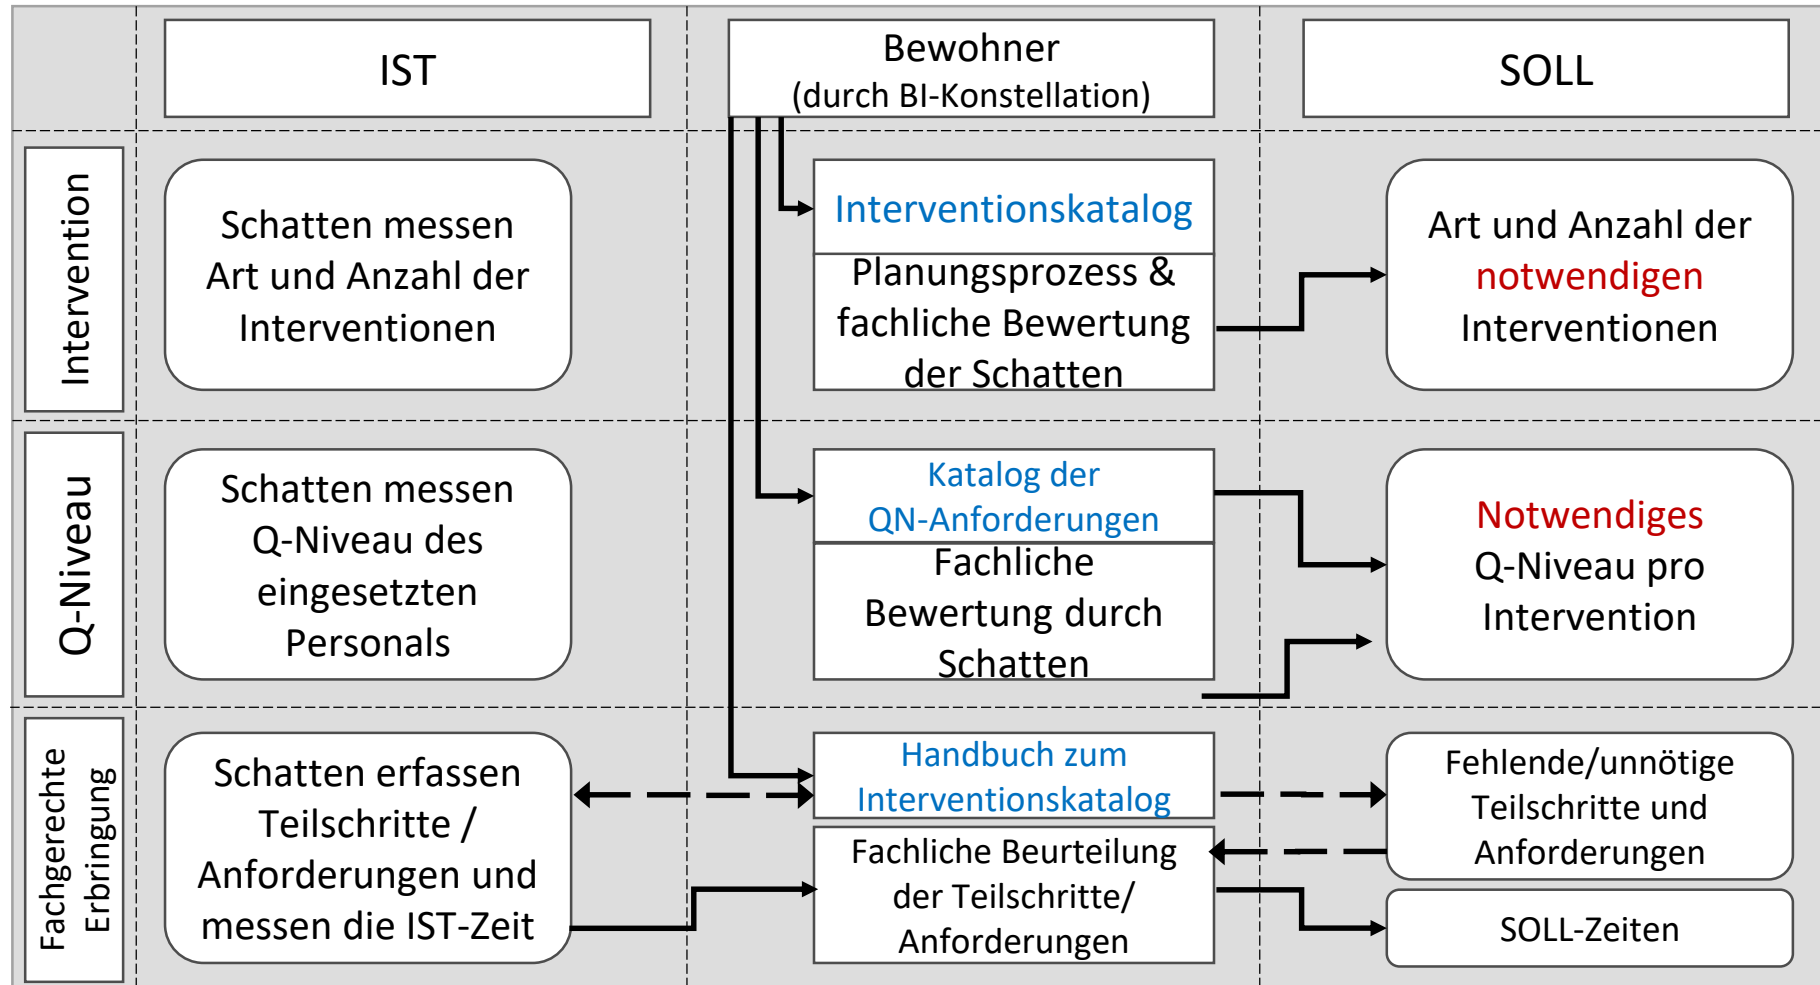 IST
Bewohner
(durch BI-Konstellation)
SOLL
Intervention
Schatten messen
Art und Anzahl der
Interventionen
Interventionskatalog
Planungsprozess &
fachliche Bewertung
der Schatten
Art und Anzahl der
notwendigen
Interventionen
Q-Niveau
Schatten messen
Q-Niveau des
eingesetzten
Personals
Katalog der
QN-Anforderungen
Fachliche
Bewertung durch
Schatten
Notwendiges
Q-Niveau pro
Intervention
Fachgerechte
Erbringung
Schatten erfassen
Teilschritte /
Anforderungen und
messen die IST-Zeit
Handbuch zum
Interventionskatalog
Fachliche Beurteilung
der Teilschritte/
Anforderungen
Fehlende/unnötige
Teilschritte und
Anforderungen
SOLL-Zeiten